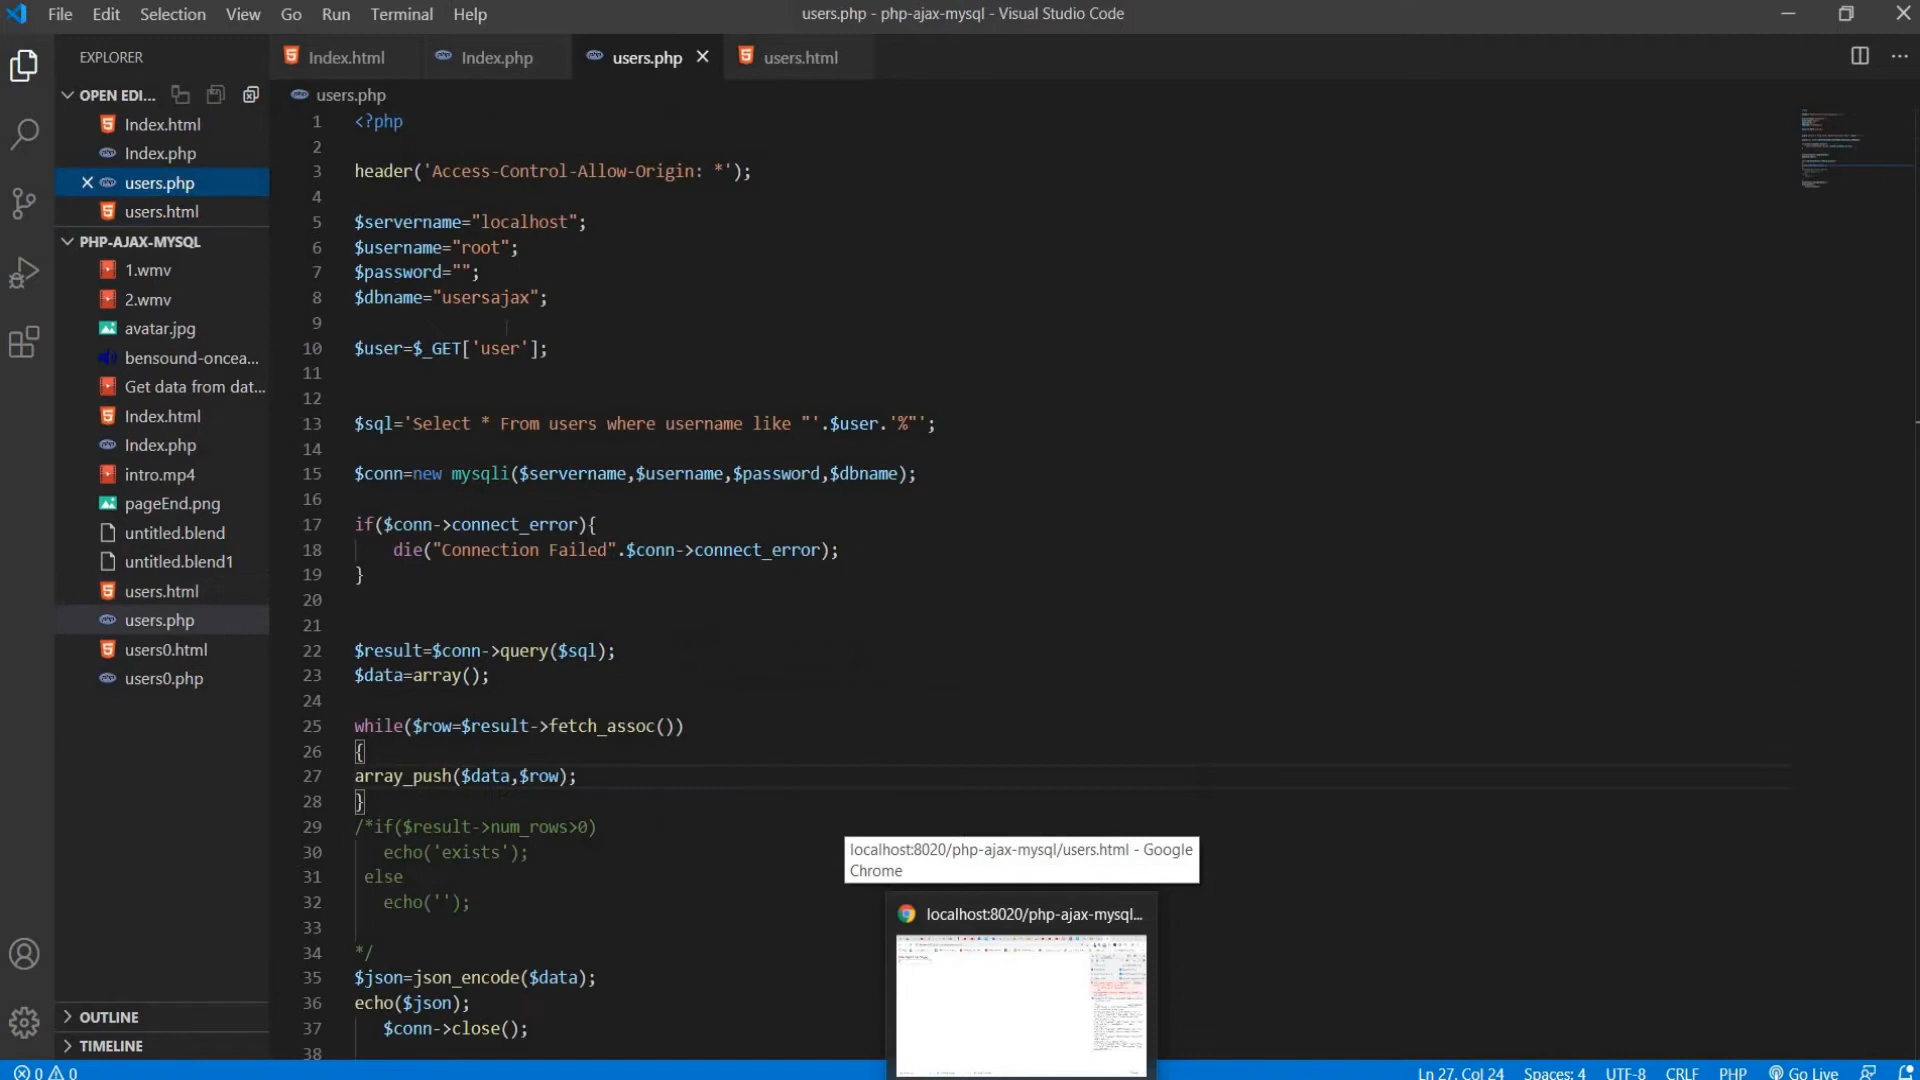 File Edit Selection View Go Run Terminal Help
users.php - php-ajax-mysql - Visual Studio Code
EXPLORER
OPEN EDI...
Index.html
Index.php
users.php
users.html
PHP-AJAX-MYSQL
1.wmv
2.wmv
avatar.jpg
bensound-oncea...
Get data from dat...
Index.html
Index.php
intro.mp4
pageEnd.png
untitled.blend
untitled.blend1
users.html
users.php
users0.html
users0.php
OUTLINE
TIMELINE
Index.html Index.php users.php users.html
users.php
1 <?php
2
3 header('Access-Control-Allow-Origin: *');
4
5 $servername="localhost";
6 $username="root";
7 $password="";
8 $dbname="usersajax";
9
10 $user=$_GET['user'];
11
12
13 $sql='Select * From users where username like "'.$user.'%"';
14
15 $conn=new mysqli($servername,$username,$password,$dbname);
16
17 if($conn->connect_error){
18 die("Connection Failed".$conn->connect_error);
19 }
20
21
22 $result=$conn->query($sql);
23 $data=array();
24
25 while($row=$result->fetch_assoc())
26 {
27 array_push($data,$row);
28 }
29 /*if($result->num_rows>0)
30 echo('exists');
31 else
32 echo('');
33
34 */
35 $json=json_encode($data);
36 echo($json);
37 $conn->close();
38
localhost:8020/php-ajax-mysql/users.html - Google
Chrome
localhost:8020/php-ajax-mysql...
0 0
Ln 27, Col 24 Spaces: 4 UTF-8 CRLF PHP Go Live